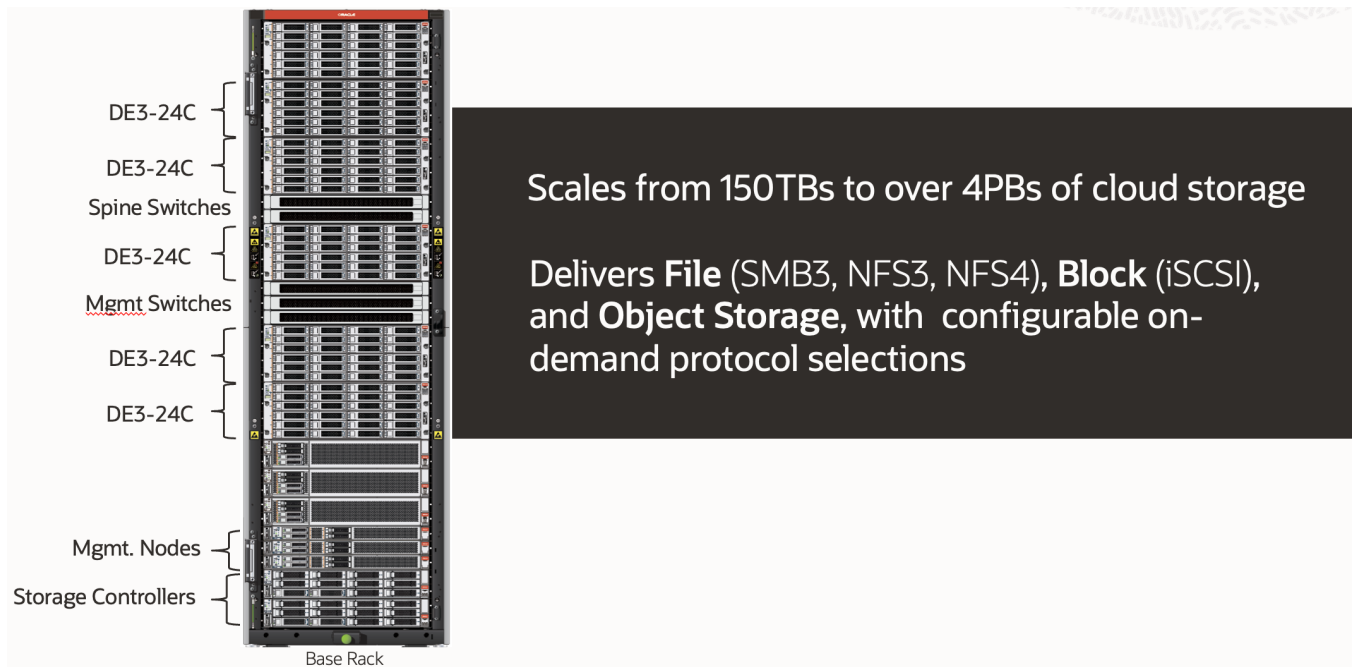 ORACLE
DE3-24C
DE3-24C
Spine Switches
DE3-24C
Mgmt Switches
DE3-24C
DE3-24C
Mgmt. Nodes
Storage Controllers
Base Rack
Scales from 150TBs to over 4PBs of cloud storage
Delivers File (SMB3, NFS3, NFS4), Block (iSCSI),
and Object Storage, with configurable on-
demand protocol selections